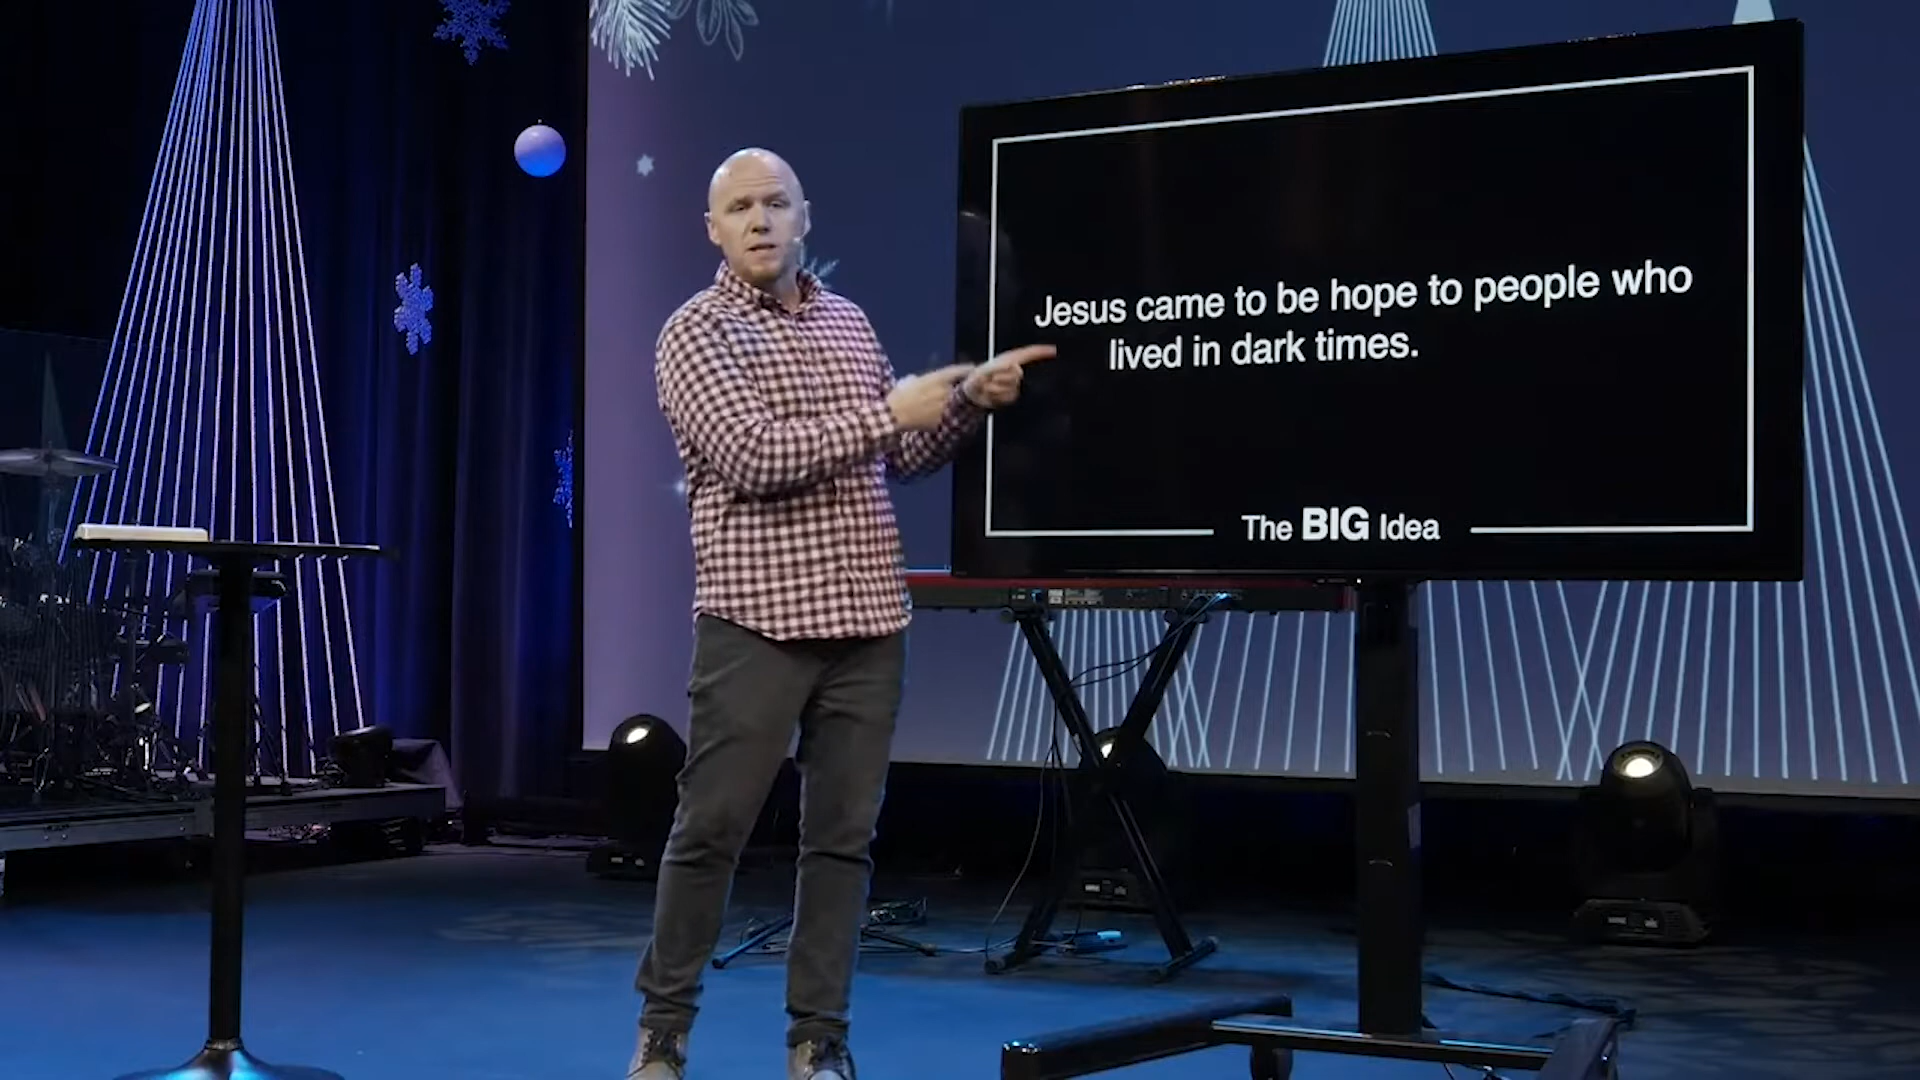 Jesus came to be hope to people who
lived in dark times.
The BIG Idea